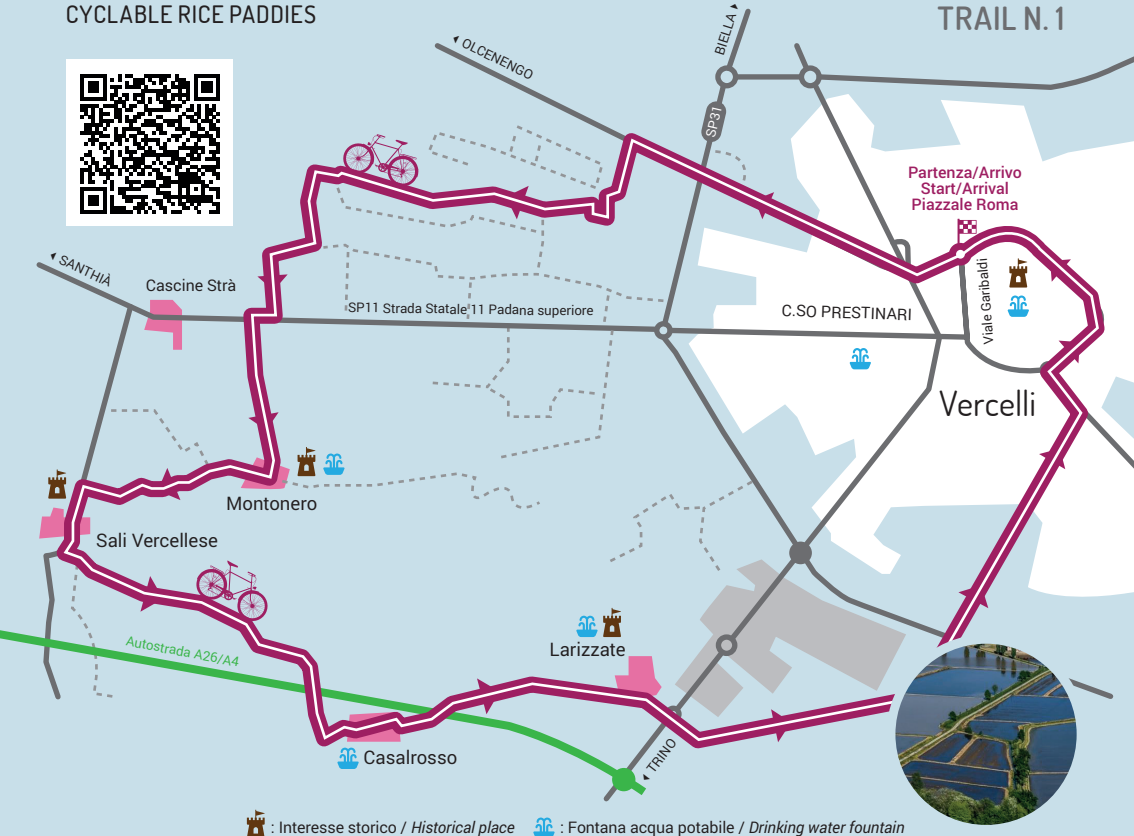 CYCLABLE RICE PADDIES
TRAIL N. 1
BIELLA
OLCENENGO
SP31
Partenza/Arrivo
Start/Arrival
Piazzale Roma
SANTHIÀ
Cascine Strà
SP11 Strada Statale 11 Padana superiore
C.SO PRESTINARI
Viale Garibaldi
Vercelli
Montonero
Sali Vercellese
Autostrada A26/A4
Larizzate
Casalrosso
TRINO
: Interesse storico / Historical place
: Fontana acqua potabile / Drinking water fountain